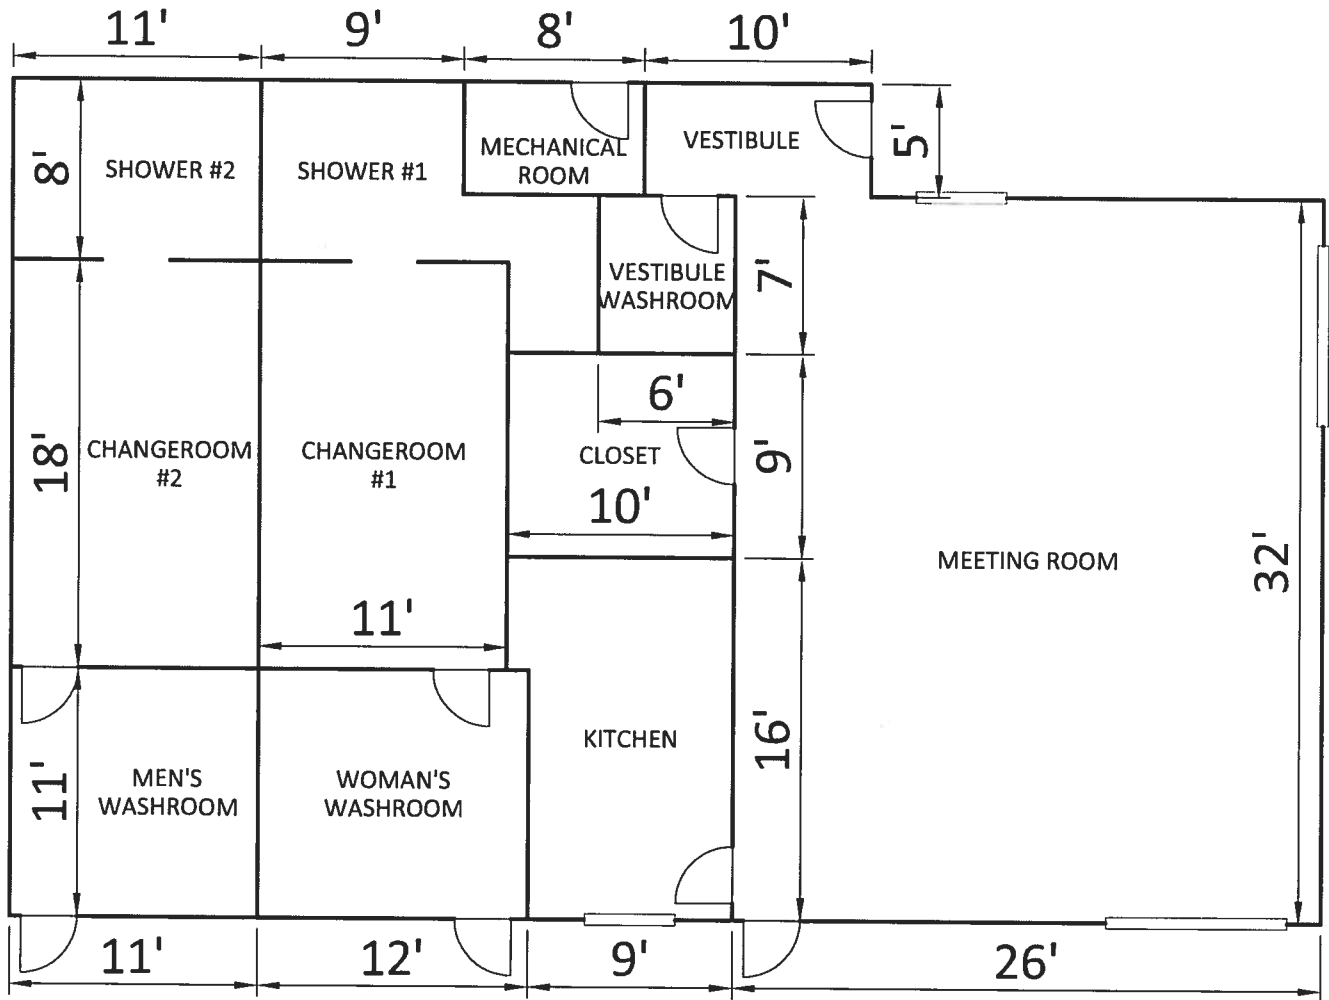 11'
9'
8'
10'
8'
SHOWER #2
SHOWER #1
MECHANICAL
ROOM
VESTIBULE
5'
VESTIBULE
WASHROOM
7'
6'
18'
CHANGEROOM
#2
CHANGEROOM
#1
CLOSET
9'
10'
MEETING ROOM
32'
11'
KITCHEN
16'
11'
MEN'S
WASHROOM
WOMAN'S
WASHROOM
11'
12'
9'
26'